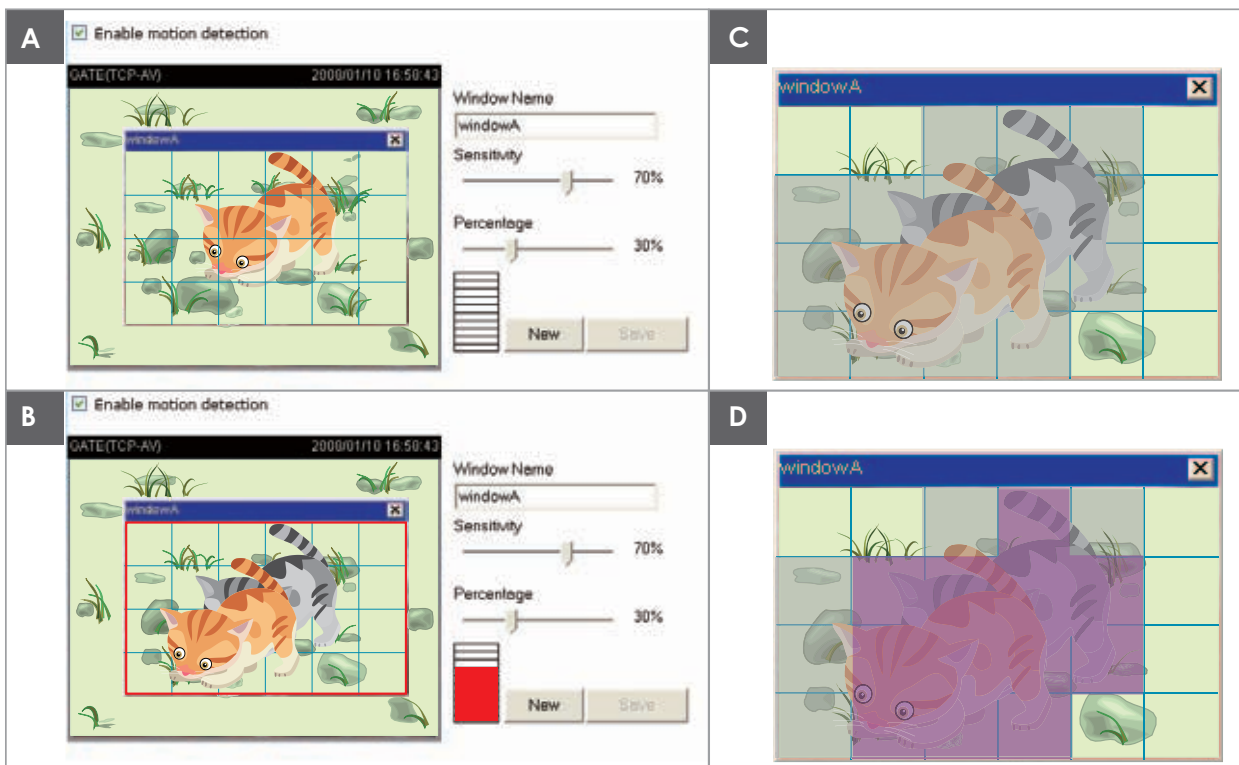 A
Enable motion detection
GATE(TCP-AV) 2000/01/10 16:50:43
windowA
Window Name
windowA
Sensitivity
70%
Percentage
30%
New
Save
B
Enable motion detection
GATE(TCP-AV) 2000/01/10 16:50:43
windowA
Window Name
windowA
Sensitivity
70%
Percentage
30%
New
Save
C
windowA
D
windowA